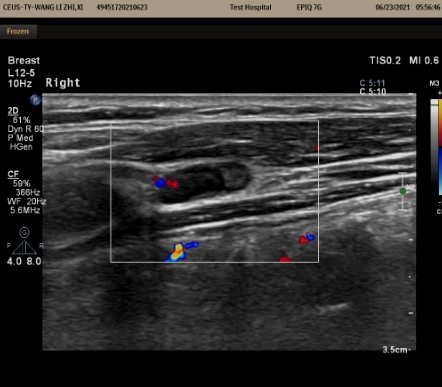 CEUS-TY-WANG LI ZHI,XI 49451720210623 Test Hospital EPIQ 7G 06/23/2021 05:56:46
Frozen
Breast TIS0.2 MI 0.6
L12-5
10Hz
Right
C 5:11
C 5:10
M3
P
2D
61%
Dyn R 60
P Med
HGen
CF
59%
366Hz
WF 20Hz
5.6MHz
G
P R
4.0 8.0
3.5cm